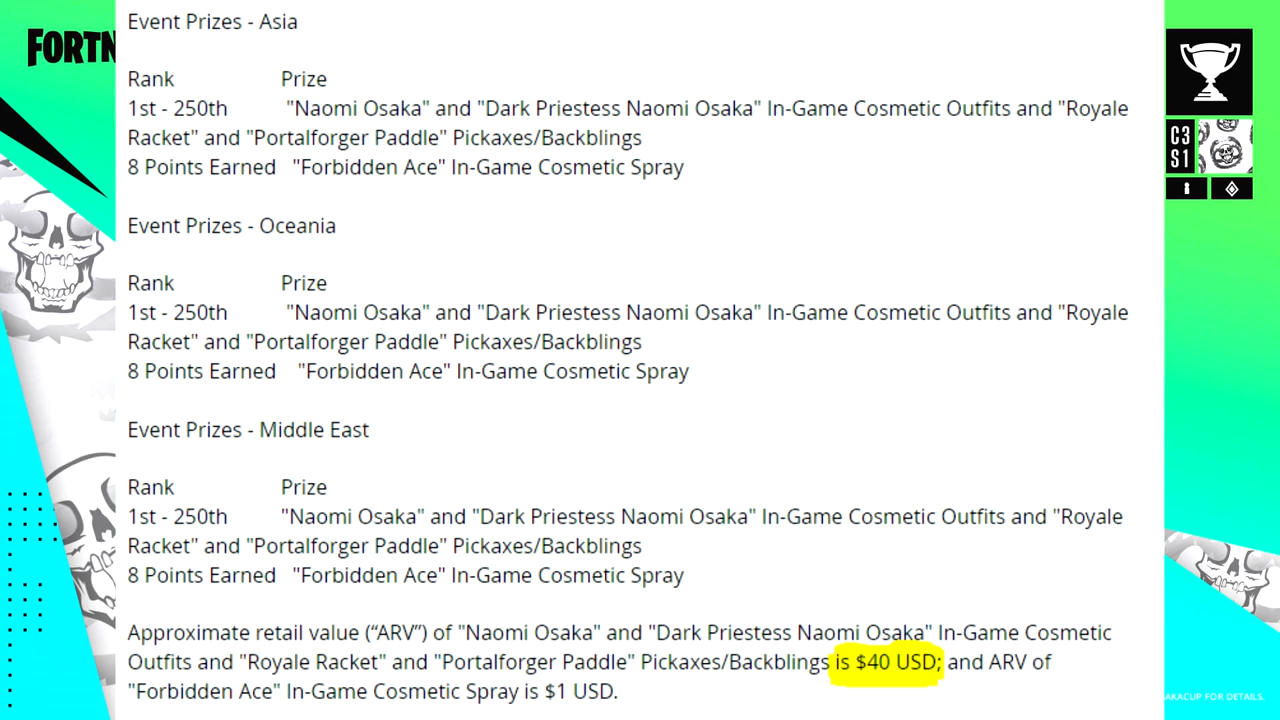 Event Prizes - Asia
FORTN
Rank Prize
1st - 250th "Naomi Osaka" and "Dark Priestess Naomi Osaka" In-Game Cosmetic Outfits and "Royale
Racket" and "Portalforger Paddle" Pickaxes/Backblings
8 Points Earned "Forbidden Ace" In-Game Cosmetic Spray
C3
S1
Event Prizes - Oceania
Rank Prize
1st - 250th "Naomi Osaka" and "Dark Priestess Naomi Osaka" In-Game Cosmetic Outfits and "Royale
Racket" and "Portalforger Paddle" Pickaxes/Backblings
8 Points Earned "Forbidden Ace" In-Game Cosmetic Spray
Event Prizes - Middle East
Rank Prize
1st - 250th "Naomi Osaka" and "Dark Priestess Naomi Osaka" In-Game Cosmetic Outfits and "Royale
Racket" and "Portalforger Paddle" Pickaxes/Backblings
8 Points Earned "Forbidden Ace" In-Game Cosmetic Spray
Approximate retail value (“ARV”) of "Naomi Osaka" and "Dark Priestess Naomi Osaka" In-Game Cosmetic
Outfits and "Royale Racket" and "Portalforger Paddle" Pickaxes/Backblings is $40 USD; and ARV of
"Forbidden Ace" In-Game Cosmetic Spray is $1 USD.
AKACUP FOR DETAILS.